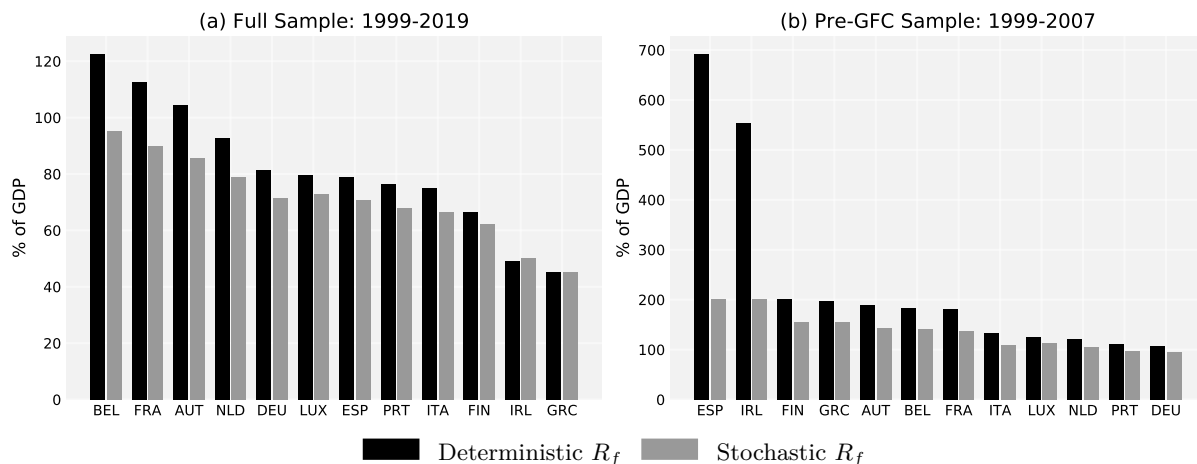 (a) Full Sample: 1999-2019
% of GDP
120
100
80
60
40
20
0
BEL FRA AUT NLD DEU LUX ESP PRT ITA FIN IRL GRC
(b) Pre-GFC Sample: 1999-2007
% of GDP
700
600
500
400
300
200
100
0
ESP IRL FIN GRC AUT BEL FRA ITA LUX NLD PRT DEU
Deterministic R_f Stochastic R_f